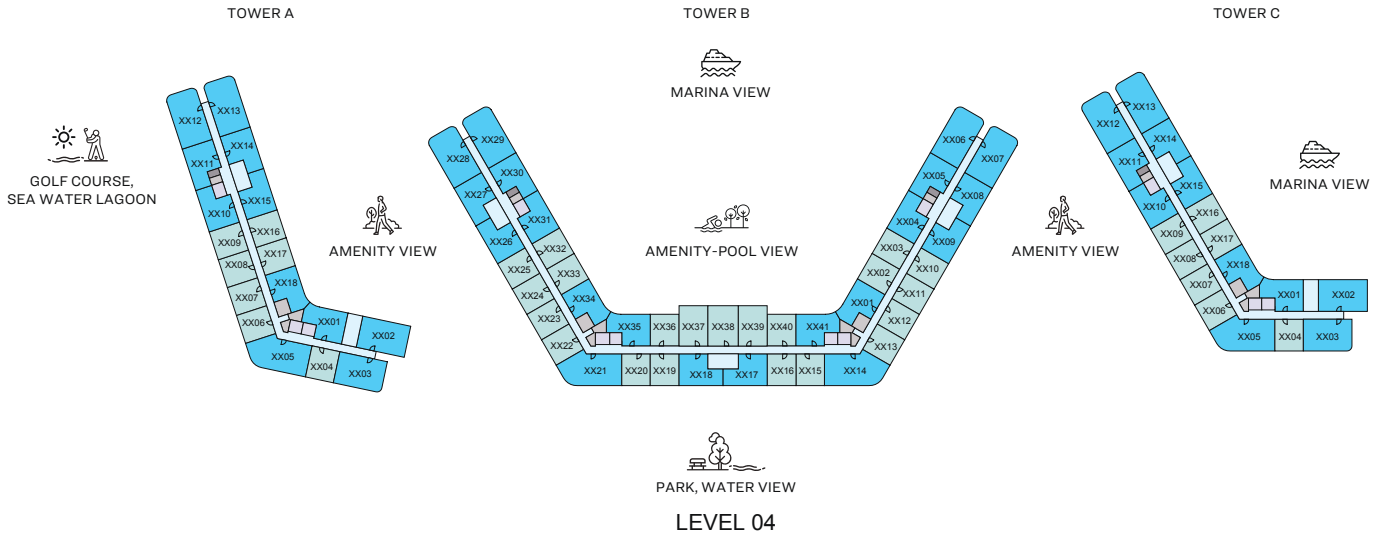 TOWER A
TOWER B
TOWER C
MARINA VIEW
GOLF COURSE,
SEA WATER LAGOON
AMENITY VIEW
AMENITY-POOL VIEW
AMENITY VIEW
MARINA VIEW
PARK, WATER VIEW
LEVEL 04
XX13
XX12
XX14
XX11
XX15
XX10
XX16
XX09
XX17
XX08
XX18
XX07
XX06
XX01
XX02
XX05
XX04
XX03
XX29
XX28
XX30
XX27
XX31
XX26
XX32
XX25
XX33
XX24
XX34
XX23
XX22
XX35
XX36
XX37
XX38
XX39
XX40
XX41
XX21
XX20
XX19
XX18
XX17
XX16
XX15
XX14
XX06
XX07
XX05
XX08
XX04
XX09
XX03
XX10
XX02
XX11
XX01
XX12
XX13
XX13
XX12
XX14
XX11
XX15
XX10
XX16
XX09
XX17
XX08
XX18
XX07
XX06
XX01
XX02
XX05
XX04
XX03